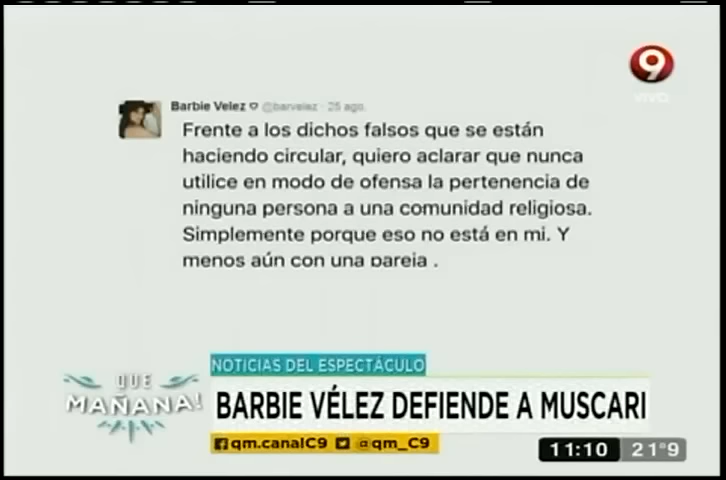 9
VIVO
Barbie Velez @barvelez · 25 ago.
Frente a los dichos falsos que se están
haciendo circular, quiero aclarar que nunca
utilice en modo de ofensa la pertenencia de
ninguna persona a una comunidad religiosa.
Simplemente porque eso no está en mi. Y
menos aún con una pareja .
NOTICIAS DEL ESPECTÁCULO
QUE
MAÑANA!
BARBIE VÉLEZ DEFIENDE A MUSCARI
qm.canalC9 @qm_C9
11:10 21°9